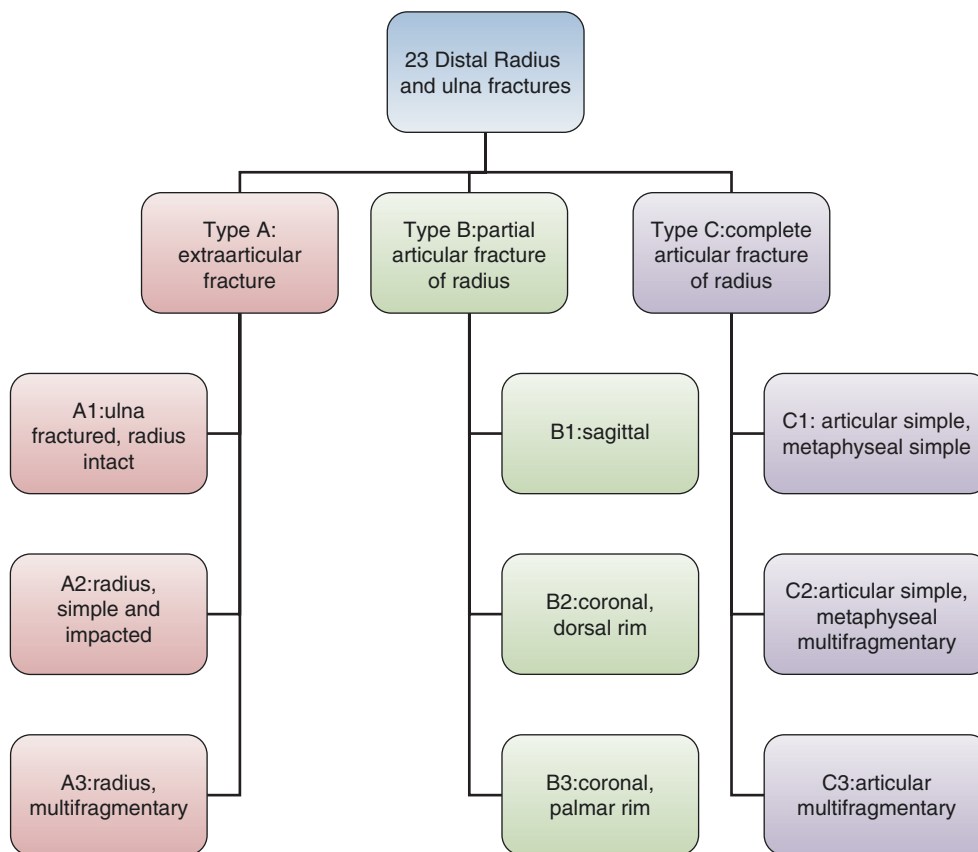 23 Distal Radius
and ulna fractures
Type A:
extraarticular
fracture
Type B:partial
articular fracture
of radius
Type C:complete
articular fracture
of radius
A1:ulna
fractured, radius
intact
B1:sagittal
C1: articular simple,
metaphyseal simple
A2:radius,
simple and
impacted
B2:coronal,
dorsal rim
C2:articular simple,
metaphyseal
multifragmentary
A3:radius,
multifragmentary
B3:coronal,
palmar rim
C3:articular
multifragmentary